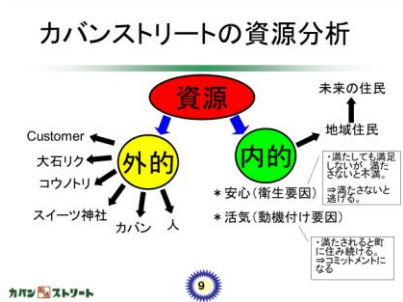 カバンストリートの資源分析
資源
未来の住民
地域住民
Customer
大石リク
コウノトリ
スイーツ神社
カバン
人
外的
内的
・満たしても満足
しないが、満た
さないと不満。
⇒満たさないと
逃げる。
＊安心（衛生要因）
＊活気（動機付け要因）
・満たされると町
に住み続ける。
⇒コミットメントに
なる
9
カバン
ストリート